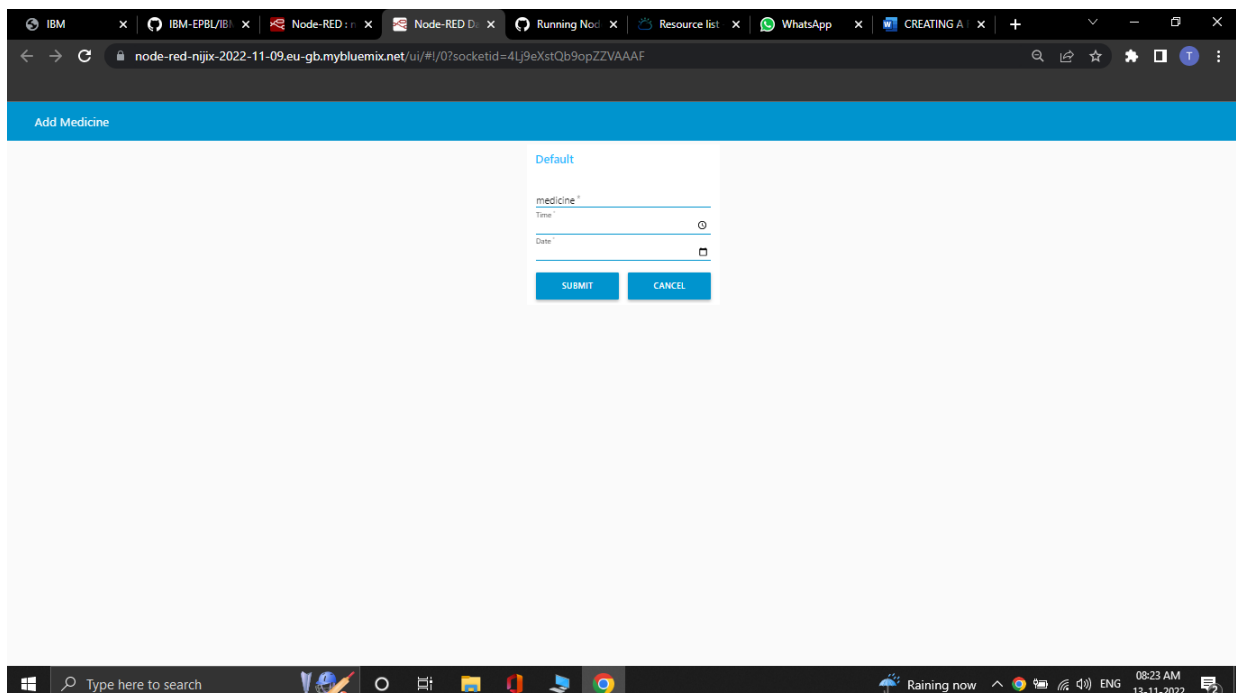 IBM
IBM-EPBL/IBM
Node-RED : n
Node-RED Da
Running Nod
Resource list
WhatsApp
CREATING A
node-red-nijix-2022-11-09.eu-gb.mybluemix.net/ui/#!/0?socketid=4Lj9eXstQb9opZZVAAAF
T
Add Medicine
Default
medicine *
Time *
Date *
SUBMIT CANCEL
Type here to search
Raining now
ENG
08:23 AM
13-11-2022
2